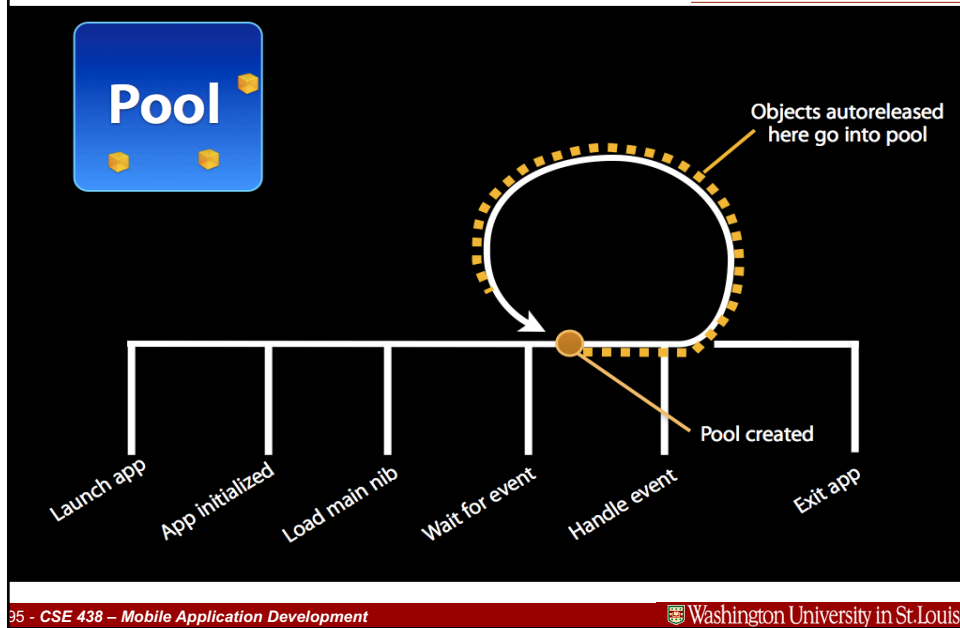 Pool
Objects autoreleased
here go into pool
Pool created
Launch app
App initialized
Load main nib
Wait for event
Handle event
Exit app
95 - CSE 438 – Mobile Application Development
Washington University in St.Louis